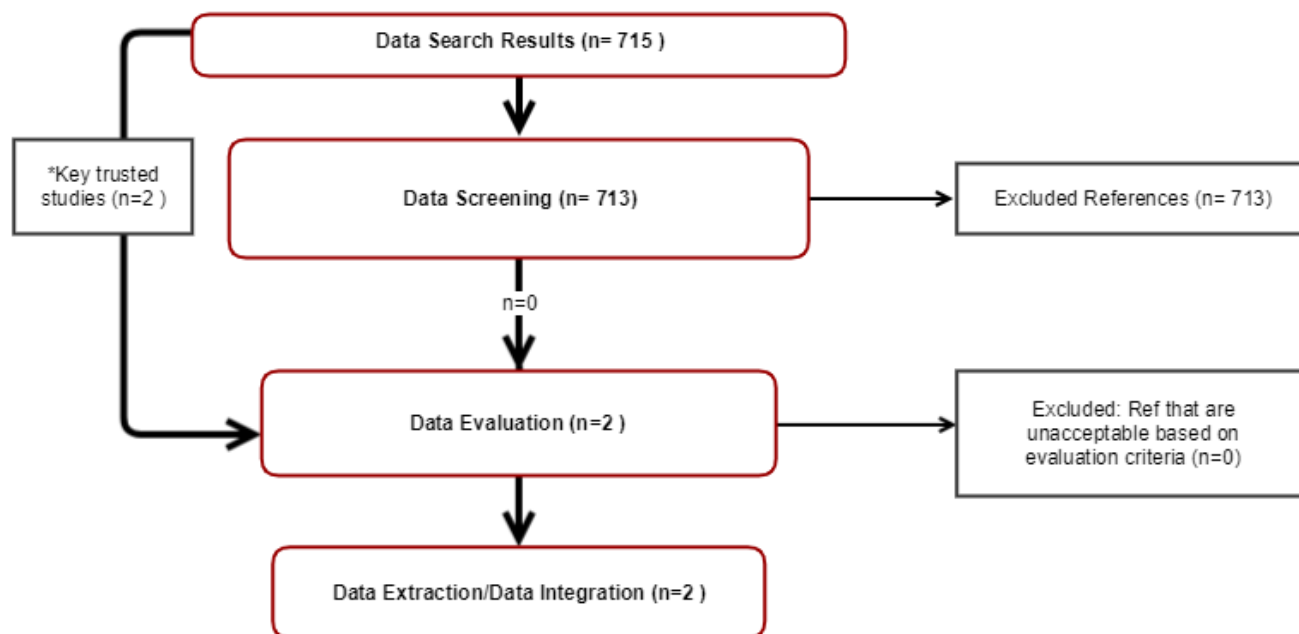 Data Search Results (n= 715 )
*Key trusted
studies (n=2 )
Data Screening (n= 713)
Excluded References (n= 713)
n=0
Data Evaluation (n=2 )
Excluded: Ref that are
unacceptable based on
evaluation criteria (n=0)
Data Extraction/Data Integration (n=2 )